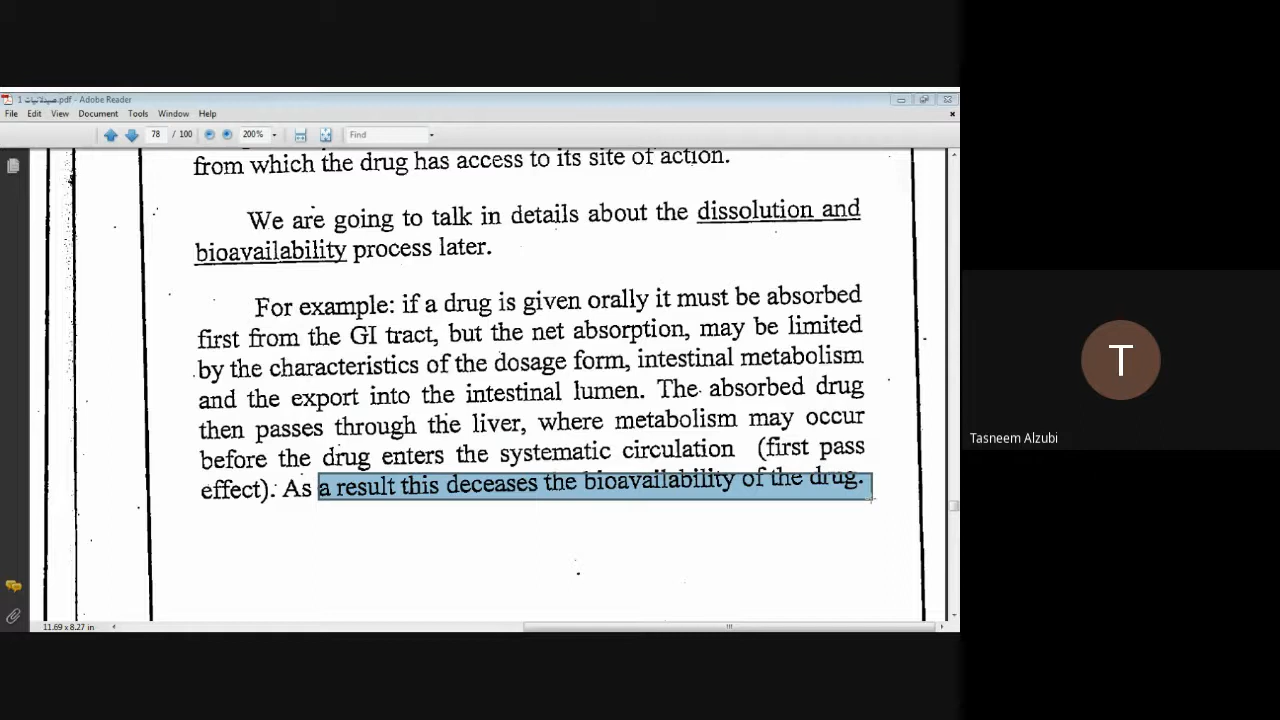 1 صيدلانيات.pdf - Adobe Reader
File Edit View Document Tools Window Help
78 / 100 200% Find
from which the drug has access to its site of action.
We are going to talk in details about the dissolution and
bioavailability process later.
For example: if a drug is given orally it must be absorbed
first from the GI tract, but the net absorption, may be limited
by the characteristics of the dosage form, intestinal metabolism
and the export into the intestinal lumen. The absorbed drug
then passes through the liver, where metabolism may occur
before the drug enters the systematic circulation (first pass
effect). As a result this deceases the bioavailability of the drug.
11.69 x 8.27 in
T
Tasneem Alzubi